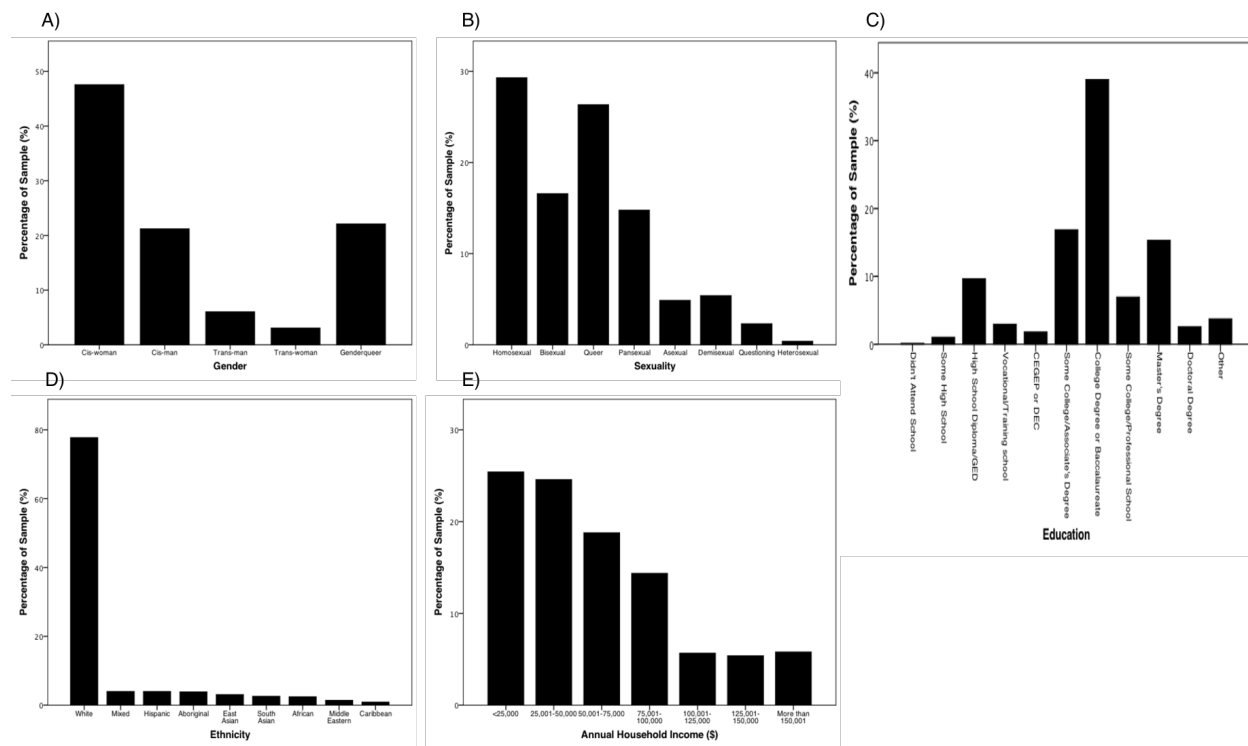 A)
Percentage of Sample (%)
50
40
30
20
10
0
Cis-woman Cis-man Trans-man Trans-woman Genderqueer
Gender
B)
Percentage of Sample (%)
30
20
10
0
Homosexual Bisexual Queer Pansexual Asexual Demisexual Questioning Heterosexual
Sexuality
C)
Percentage of Sample (%)
40
30
20
10
0
Didn't Attend School
Some High School
High School Diploma/GED
Vocational/Training school
CEGEP or DEC
Some College/Associate's Degree
College Degree or Baccalaureate
Some College/Professional School
Master's Degree
Doctoral Degree
Other
Education
D)
Percentage of Sample (%)
80
60
40
20
0
White Mixed Hispanic Aboriginal East South African Middle Caribbean
Asian Asian Eastern
Ethnicity
E)
Percentage of Sample (%)
30
20
10
0
<25,000 25,001-50,000 50,001-75,000 75,001- 100,001- 125,001- More than
100,000 125,000 150,000 150,001
Annual Household Income ($)